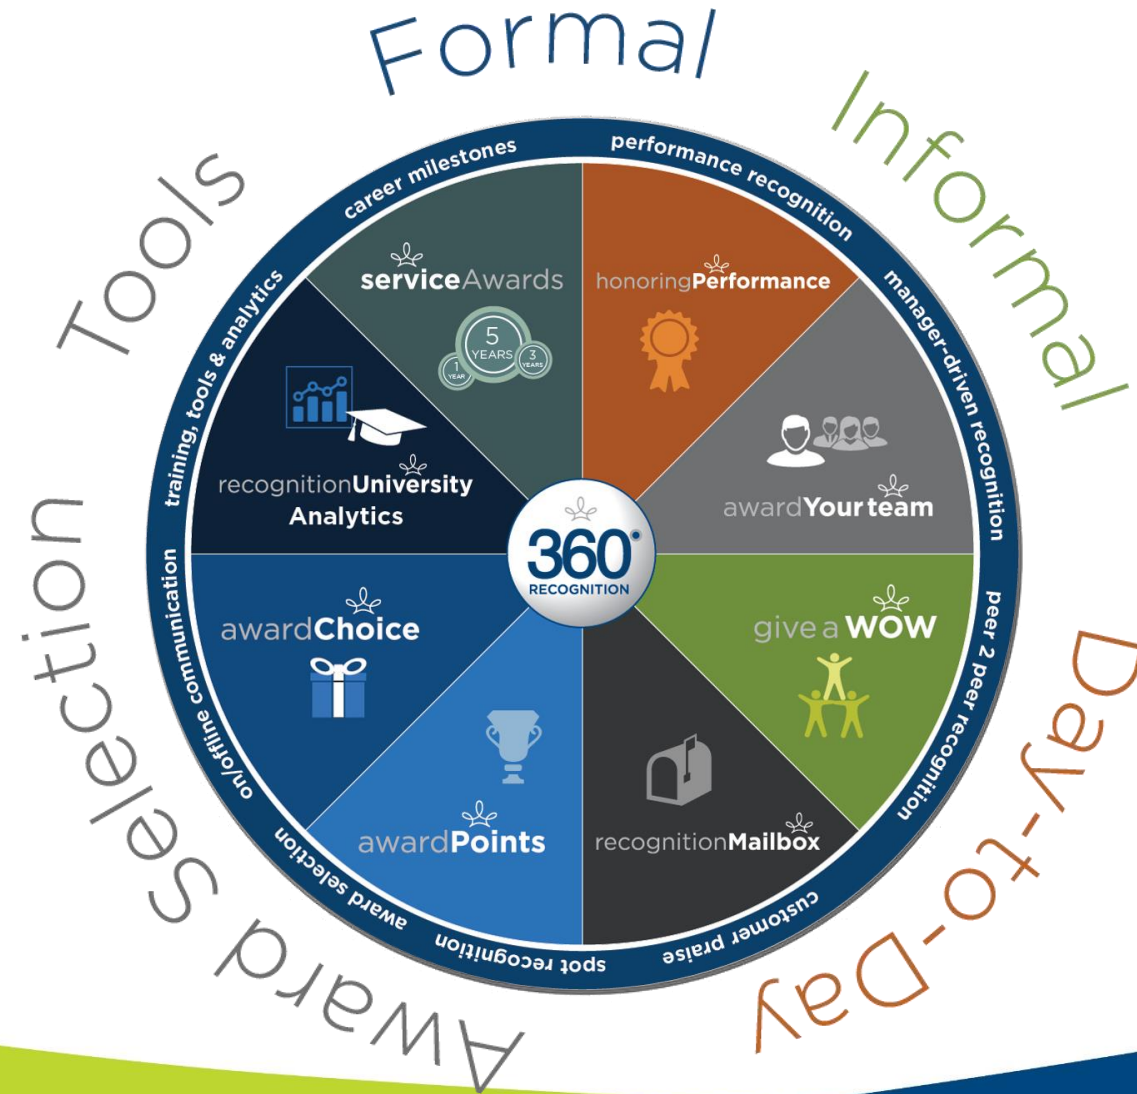 Formal
Informal
Day-to-Day
Award Selection
Tools
career milestones
performance recognition
manager-driven recognition
peer 2 peer recognition
customer praise
spot recognition
award selection
on/offline communication
training, tools & analytics
serviceAwards
5
YEARS
1
YEAR
3
YEARS
honoringPerformance
awardYourteam
give a WOW
recognitionMailbox
awardPoints
awardChoice
recognitionUniversity
Analytics
360°
RECOGNITION